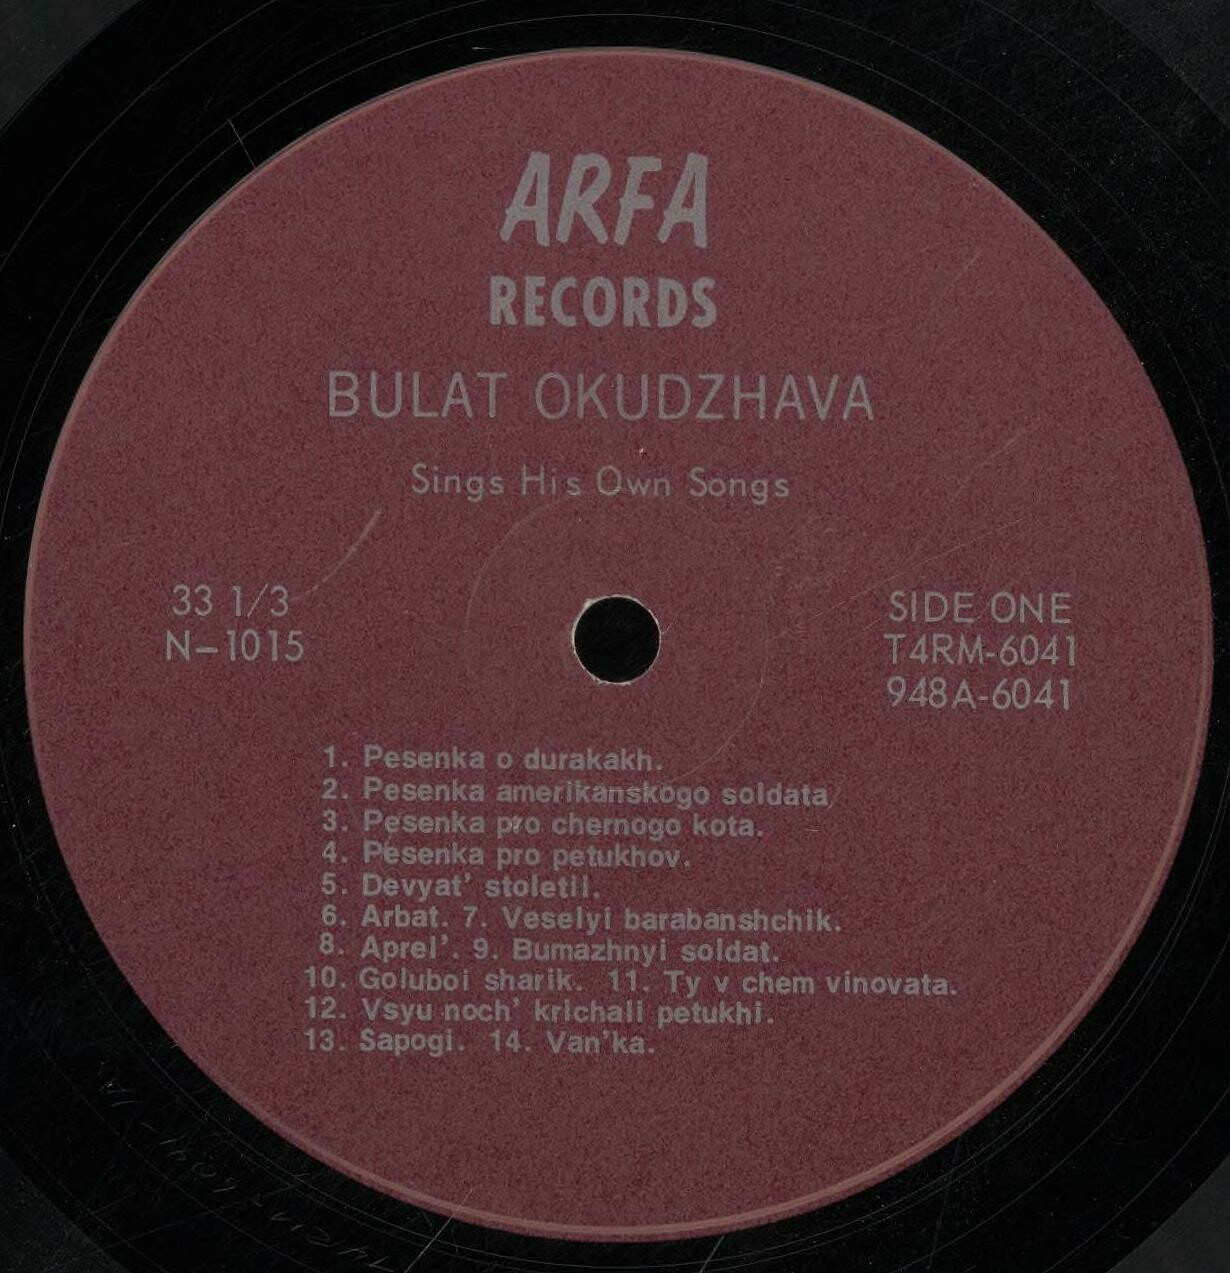 ARFA
RECORDS
BULAT OKUDZHAVA
Sings His Own Songs
33 1/3
N-1015
SIDE ONE
T4RM-6041
948A-6041
1. Pesenka o durakakh.
2. Pesenka amerikanskogo soldata
3. Pesenka pro chernogo kota.
4. Pesenka pro petukhov.
5. Devyat' stoletii.
6. Arbat. 7. Veselyi barabanshchik.
8. Aprel'. 9. Bumazhnyi soldat.
10. Goluboi sharik. 11. Ty v chem vinovata.
12. Vsyu noch' krichali petukhi.
13. Sapogi. 14. Van'ka.